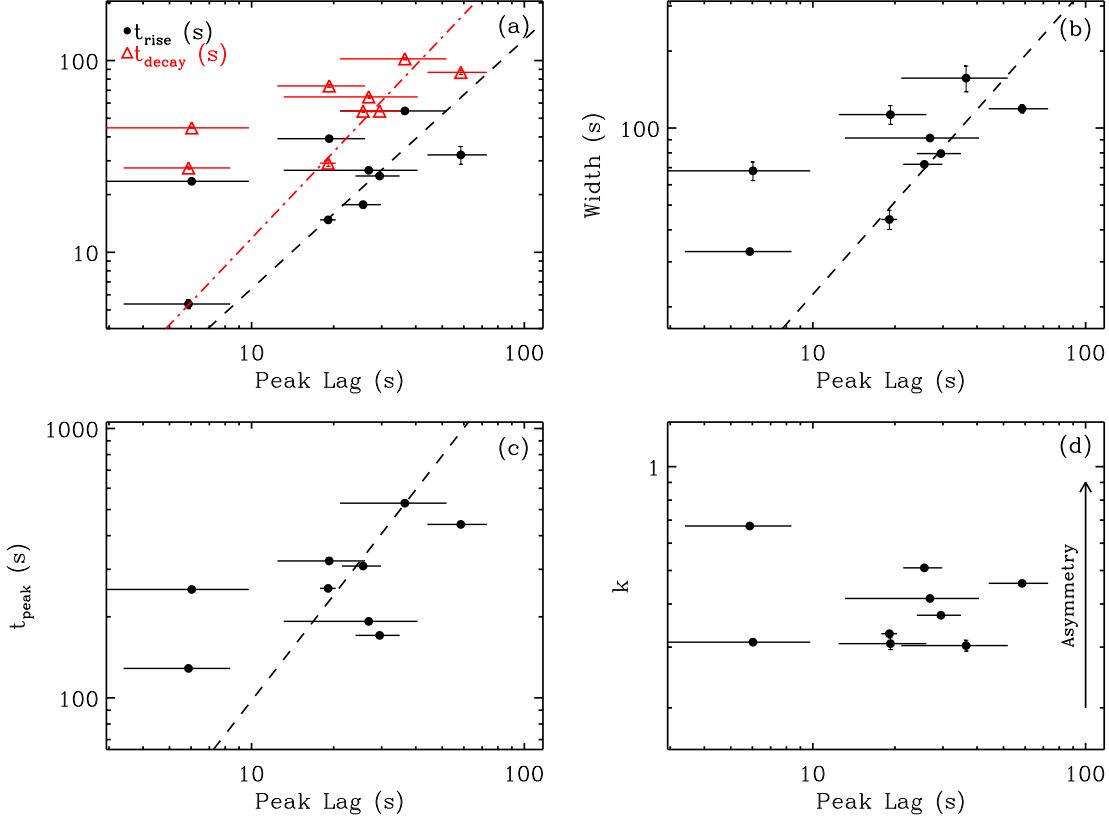 (a)
t_rise (s)
t_decay (s)
100
10
10
100
Peak Lag (s)
(b)
Width (s)
100
10
100
Peak Lag (s)
(c)
t_peak (s)
1000
100
10
100
Peak Lag (s)
(d)
k
1
Asymmetry
10
100
Peak Lag (s)